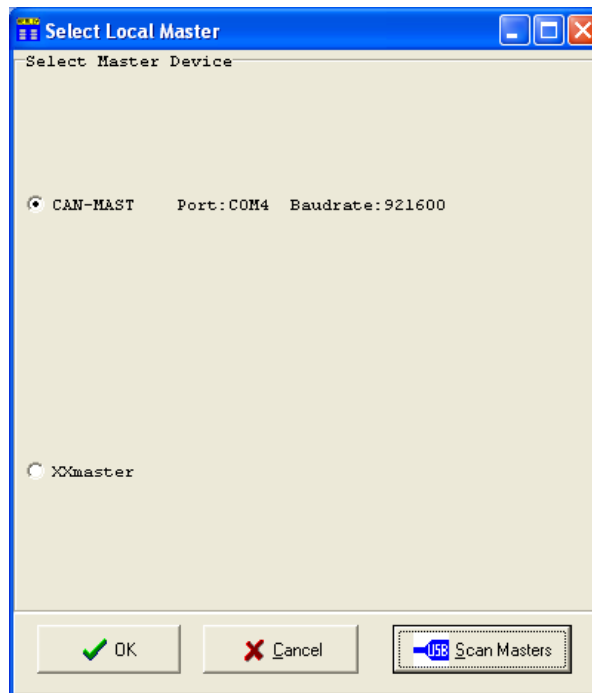 Select Local Master
Select Master Device
CAN-MAST Port:COM4 Baudrate:921600
XXmaster
OK
Cancel
USB
Scan Masters